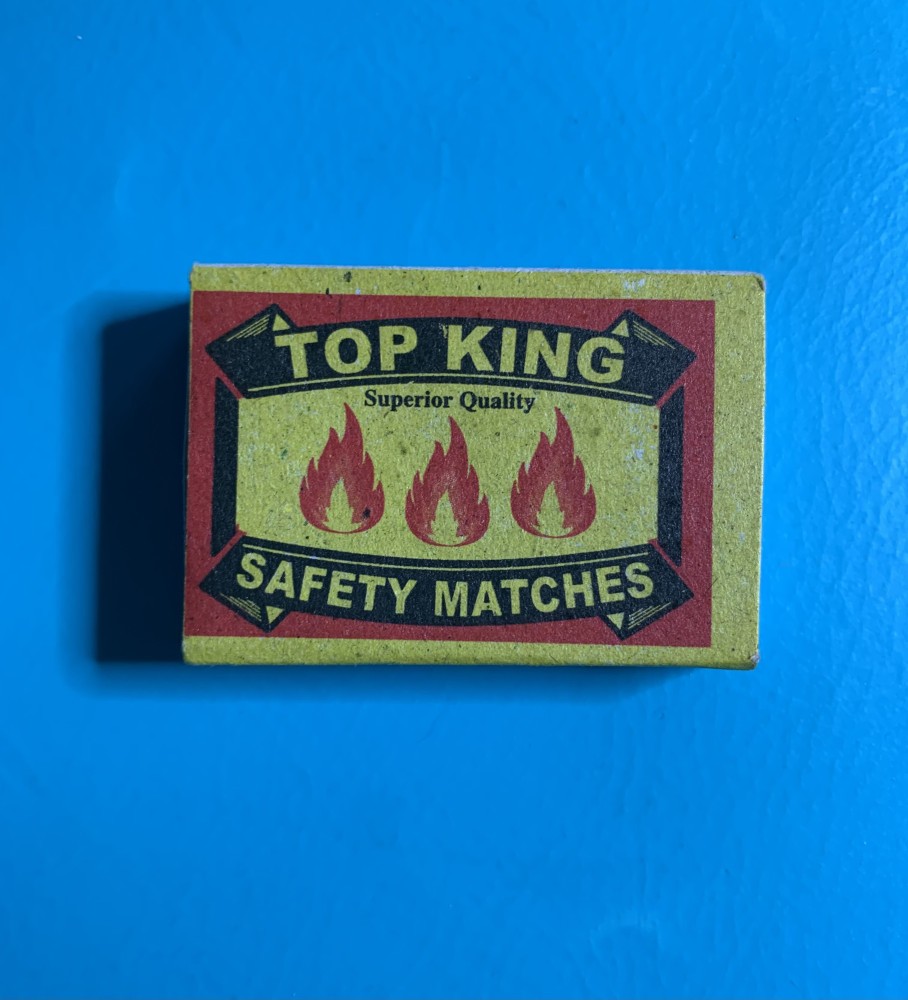 TOP KING
Superior Quality
SAFETY MATCHES